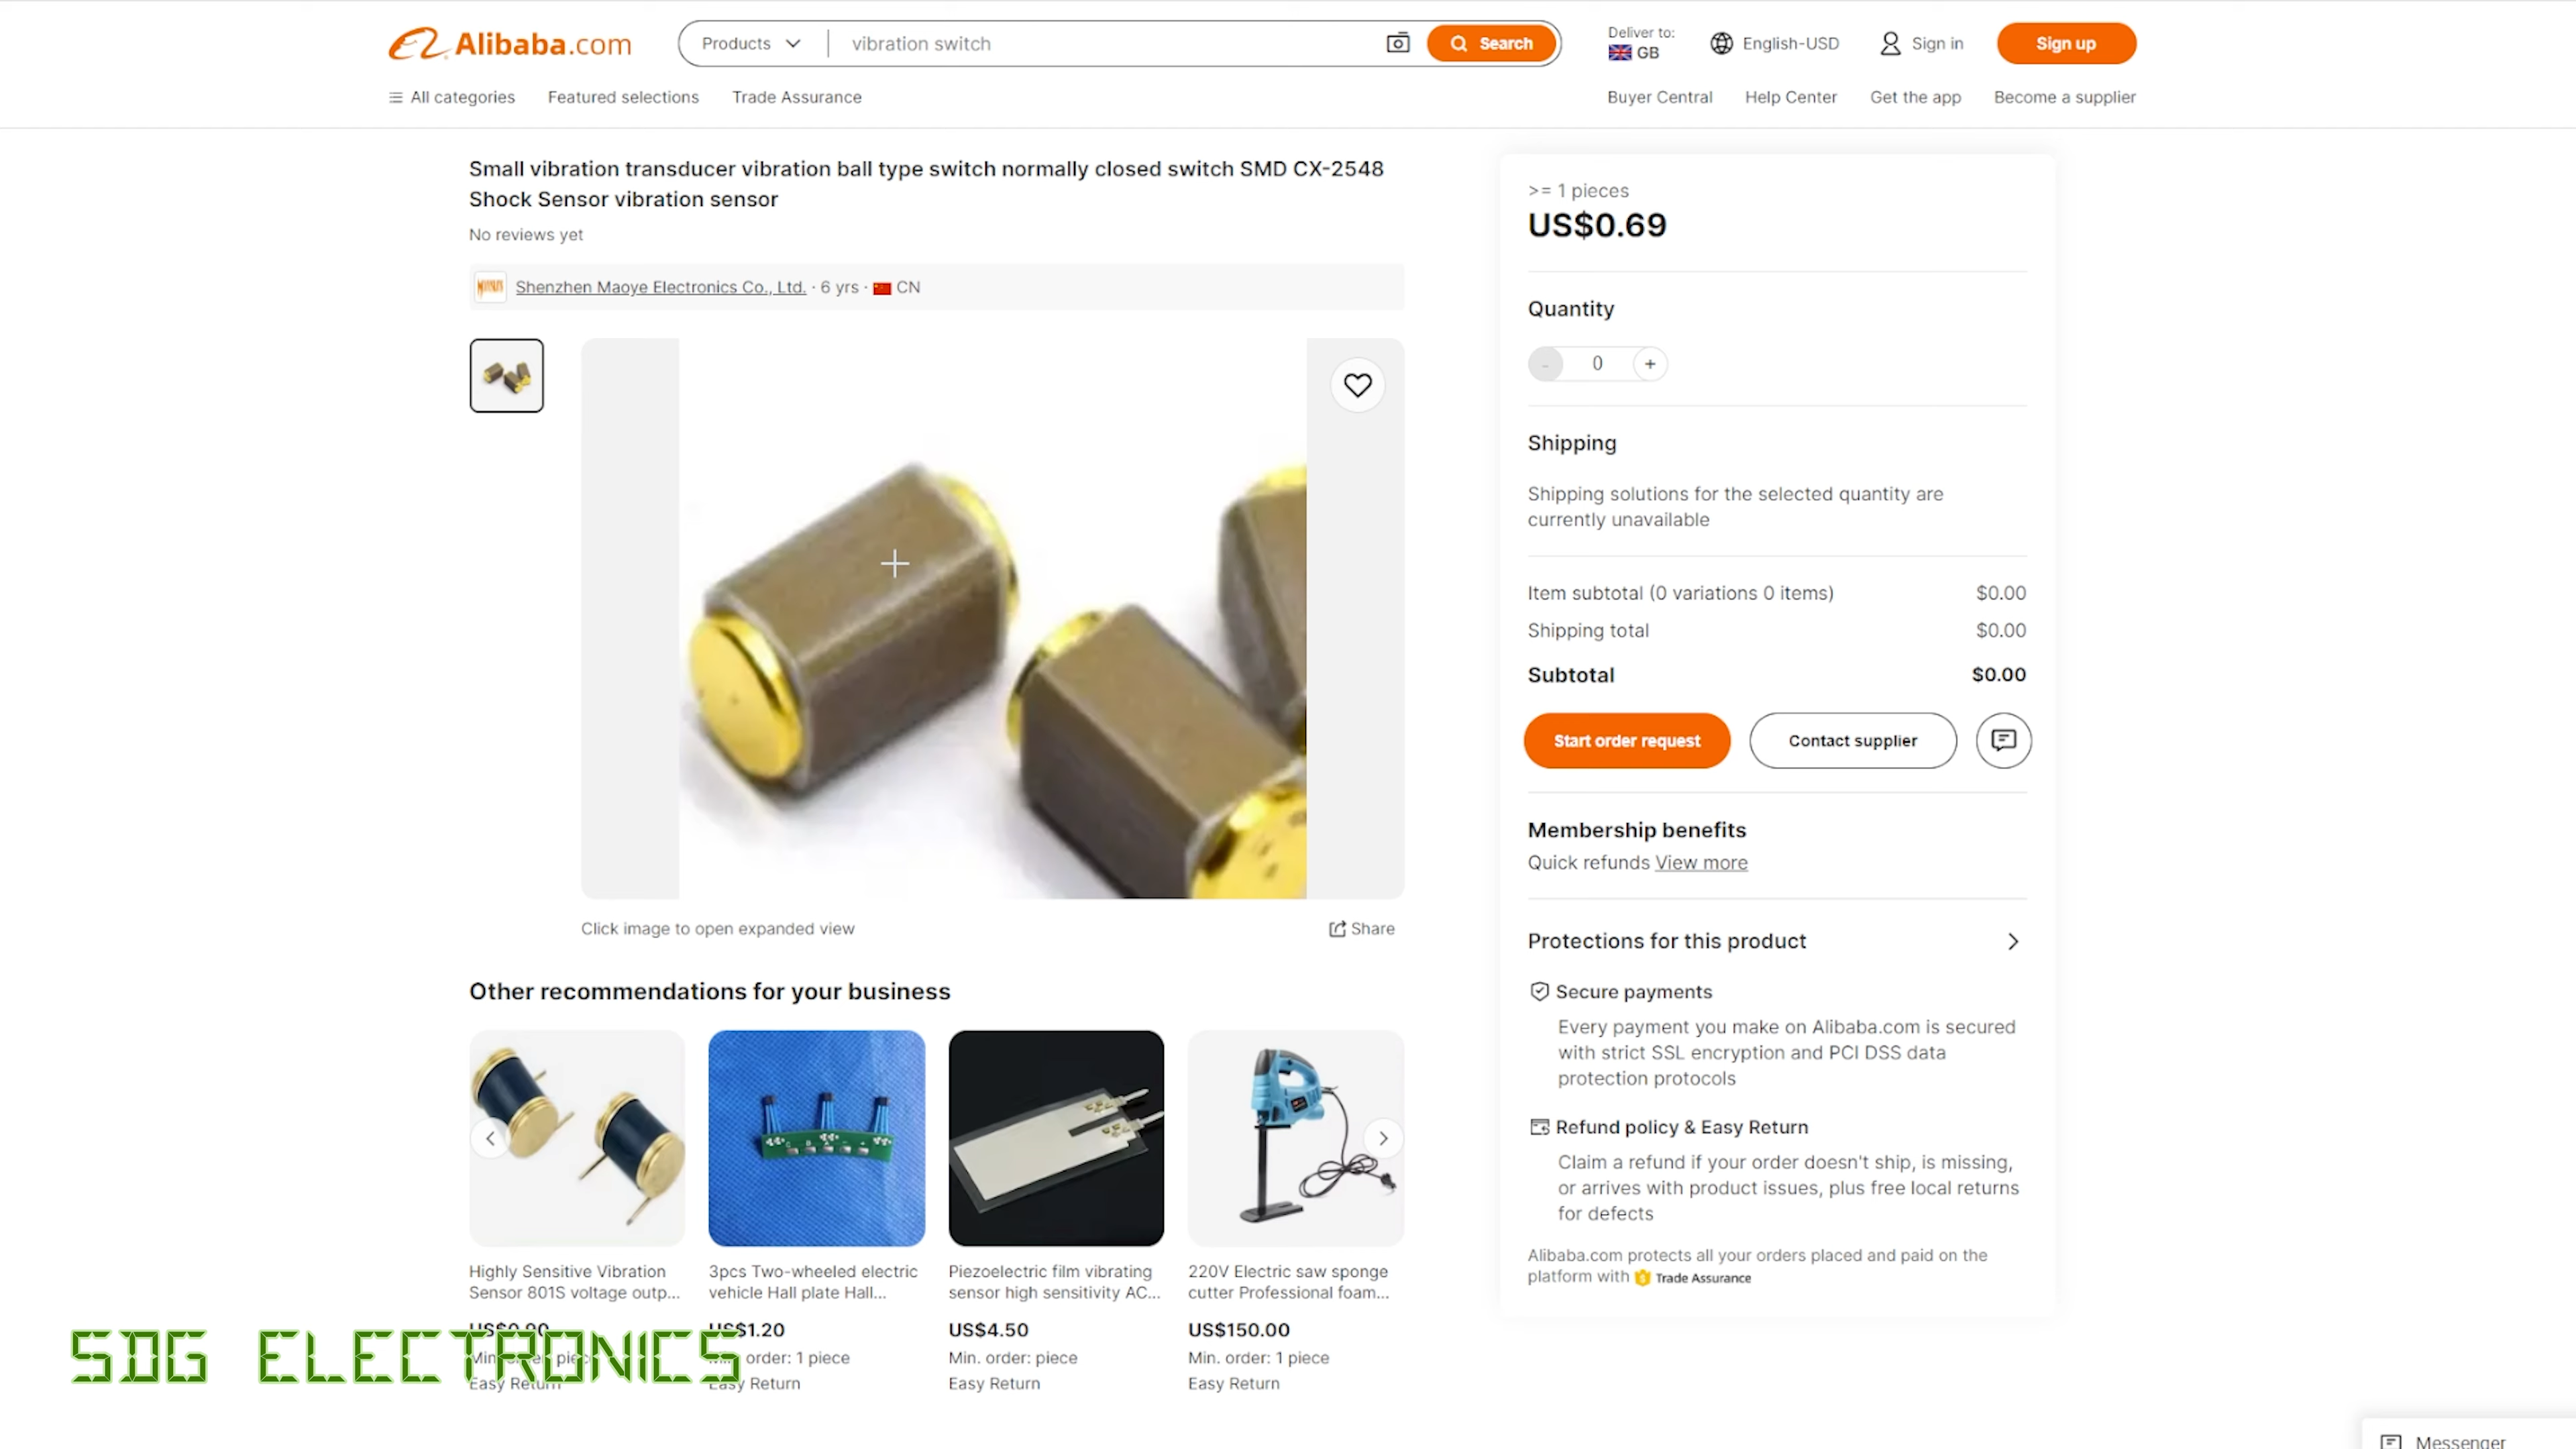 Alibaba.com
Products
vibration switch
Search
Deliver to:
GB
English-USD
Sign in
Sign up
All categories
Featured selections
Trade Assurance
Buyer Central
Help Center
Get the app
Become a supplier
Small vibration transducer vibration ball type switch normally closed switch SMD CX-2548
Shock Sensor vibration sensor
No reviews yet
Shenzhen Maoye Electronics Co., Ltd. · 6 yrs · CN
Click image to open expanded view
Share
Other recommendations for your business
Highly Sensitive Vibration
Sensor 801S voltage outp...
US$0.90
Easy Return
3pcs Two-wheeled electric
vehicle Hall plate Hall...
US$1.20
Min. order: 1 piece
Easy Return
Piezoelectric film vibrating
sensor high sensitivity AC...
US$4.50
Min. order: piece
Easy Return
220V Electric saw sponge
cutter Professional foam...
US$150.00
Min. order: 1 piece
Easy Return
>= 1 pieces
US$0.69
Quantity
- 0 +
Shipping
Shipping solutions for the selected quantity are
currently unavailable
Item subtotal (0 variations 0 items) $0.00
Shipping total $0.00
Subtotal $0.00
Start order request
Contact supplier
Membership benefits
Quick refunds View more
Protections for this product
Secure payments
Every payment you make on Alibaba.com is secured
with strict SSL encryption and PCI DSS data
protection protocols
Refund policy & Easy Return
Claim a refund if your order doesn't ship, is missing,
or arrives with product issues, plus free local returns
for defects
Alibaba.com protects all your orders placed and paid on the
platform with Trade Assurance
Messenger
SDG ELECTRONICS